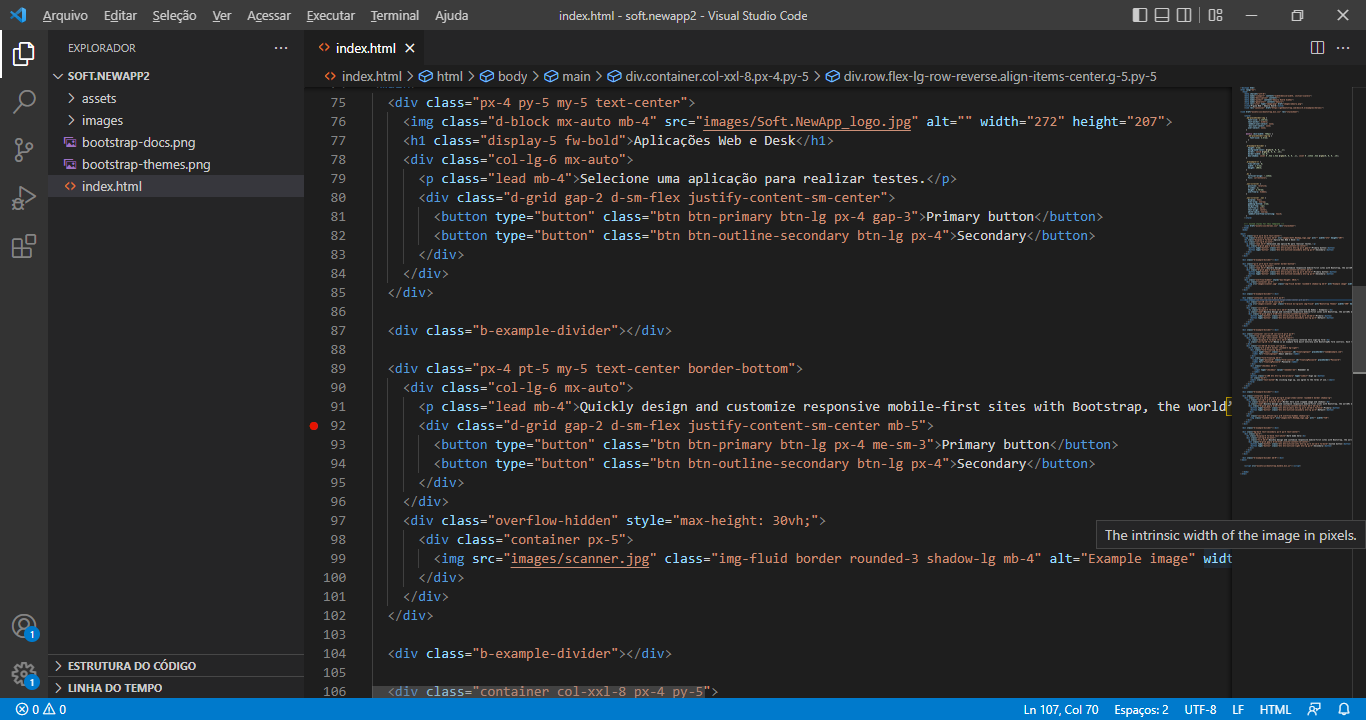 Arquivo Editar Seleção Ver Acessar Executar Terminal Ajuda
index.html - soft.newapp2 - Visual Studio Code
EXPLORADOR
SOFT.NEWAPP2
assets
images
bootstrap-docs.png
bootstrap-themes.png
index.html
ESTRUTURA DO CÓDIGO
LINHA DO TEMPO
1
1
index.html
index.html > html > body > main > div.container.col-xxl-8.px-4.py-5 > div.row.flex-lg-row-reverse.align-items-center.g-5.py-5
75 <div class="px-4 py-5 my-5 text-center">
76 <img class="d-block mx-auto mb-4" src="images/Soft.NewApp_logo.jpg" alt="" width="272" height="207">
77 <h1 class="display-5 fw-bold">Aplicações Web e Desk</h1>
78 <div class="col-lg-6 mx-auto">
79 <p class="lead mb-4">Selecione uma aplicação para realizar testes.</p>
80 <div class="d-grid gap-2 d-sm-flex justify-content-sm-center">
81 <button type="button" class="btn btn-primary btn-lg px-4 gap-3">Primary button</button>
82 <button type="button" class="btn btn-outline-secondary btn-lg px-4">Secondary</button>
83 </div>
84 </div>
85 </div>
86
87 <div class="b-example-divider"></div>
88
89 <div class="px-4 pt-5 my-5 text-center border-bottom">
90 <div class="col-lg-6 mx-auto">
91 <p class="lead mb-4">Quickly design and customize responsive mobile-first sites with Bootstrap, the world’
92 <div class="d-grid gap-2 d-sm-flex justify-content-sm-center mb-5">
93 <button type="button" class="btn btn-primary btn-lg px-4 me-sm-3">Primary button</button>
94 <button type="button" class="btn btn-outline-secondary btn-lg px-4">Secondary</button>
95 </div>
96 </div>
97 <div class="overflow-hidden" style="max-height: 30vh;">
The intrinsic width of the image in pixels.
98 <div class="container px-5">
99 <img src="images/scanner.jpg" class="img-fluid border rounded-3 shadow-lg mb-4" alt="Example image" widt
100 </div>
101 </div>
102 </div>
103
104 <div class="b-example-divider"></div>
105
106 <div class="container col-xxl-8 px-4 py-5">
0 0 Ln 107, Col 70 Espaços: 2 UTF-8 LF HTML